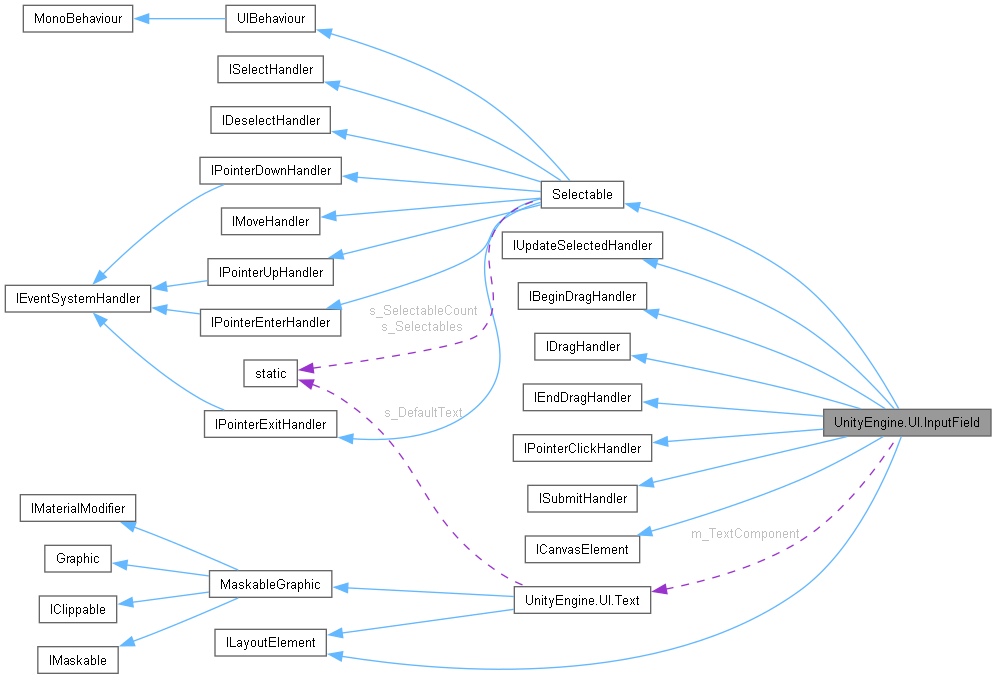 MonoBehaviour
UIBehaviour
ISelectHandler
IDeselectHandler
IPointerDownHandler
Selectable
IMoveHandler
IUpdateSelectedHandler
IPointerUpHandler
IEventSystemHandler
IBeginDragHandler
s_SelectableCount
s_Selectables
IPointerEnterHandler
IDragHandler
static
IEndDragHandler
s_DefaultText
IPointerExitHandler
UnityEngine.UI.InputField
IPointerClickHandler
ISubmitHandler
IMaterialModifier
m_TextComponent
ICanvasElement
Graphic
MaskableGraphic
UnityEngine.UI.Text
IClippable
ILayoutElement
IMaskable